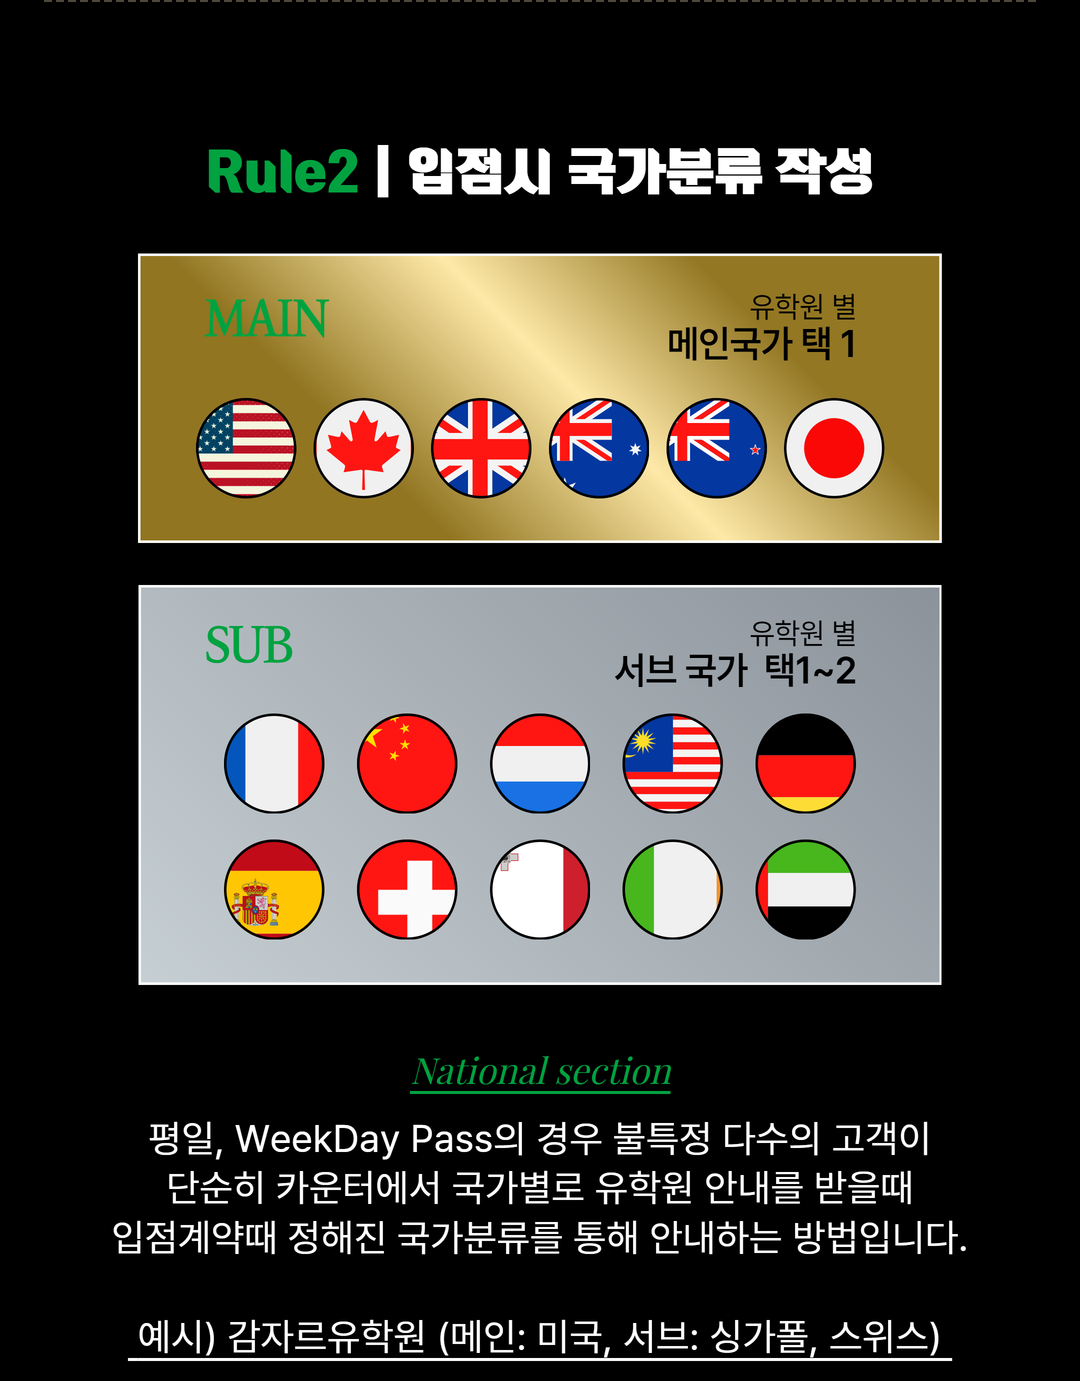 Rule2 | 입점시 국가분류 작성
MAIN
유학원 별
메인국가 택 1
SUB
유학원 별
서브 국가 택1~2
National section
평일, WeekDay Pass의 경우 불특정 다수의 고객이
단순히 카운터에서 국가별로 유학원 안내를 받을때
입점계약때 정해진 국가분류를 통해 안내하는 방법입니다.
예시) 감자르유학원 (메인: 미국, 서브: 싱가폴, 스위스)